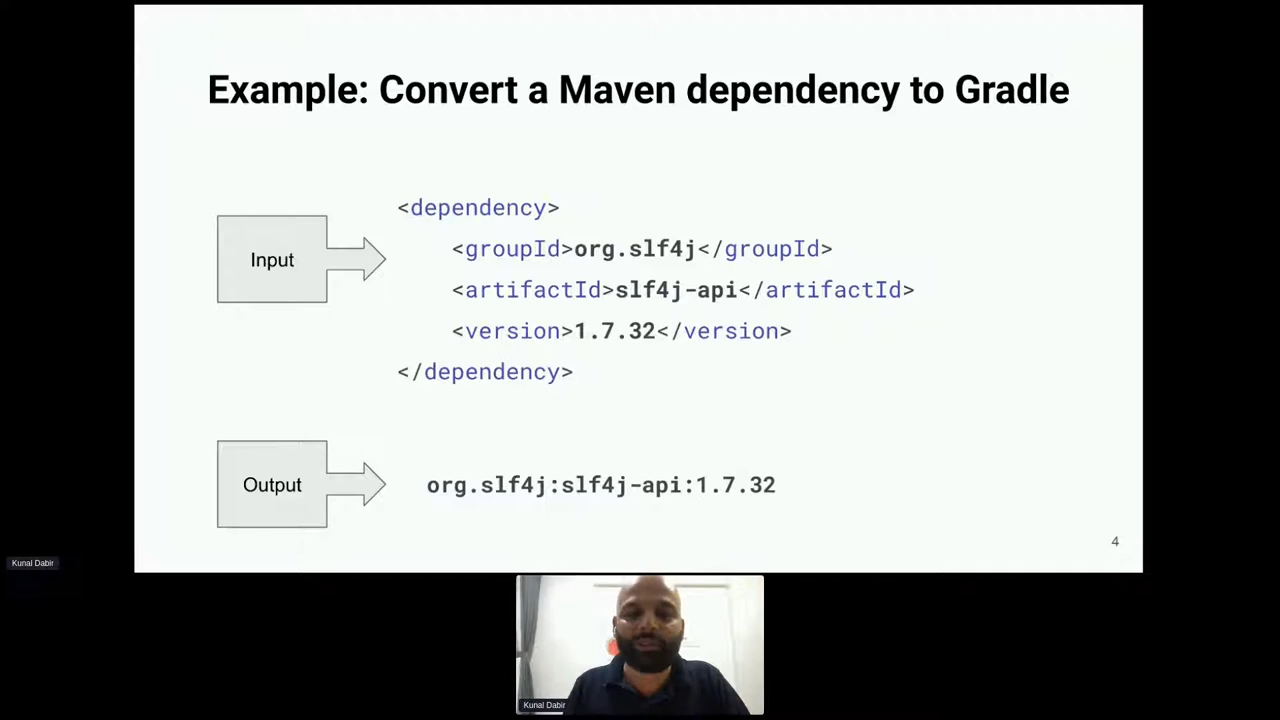 Example: Convert a Maven dependency to Gradle
Input
<dependency>
<groupId>org.slf4j</groupId>
<artifactId>slf4j-api</artifactId>
<version>1.7.32</version>
</dependency>
Output
org.slf4j:slf4j-api:1.7.32
4
Kunal Dabir
Kunal Dabir